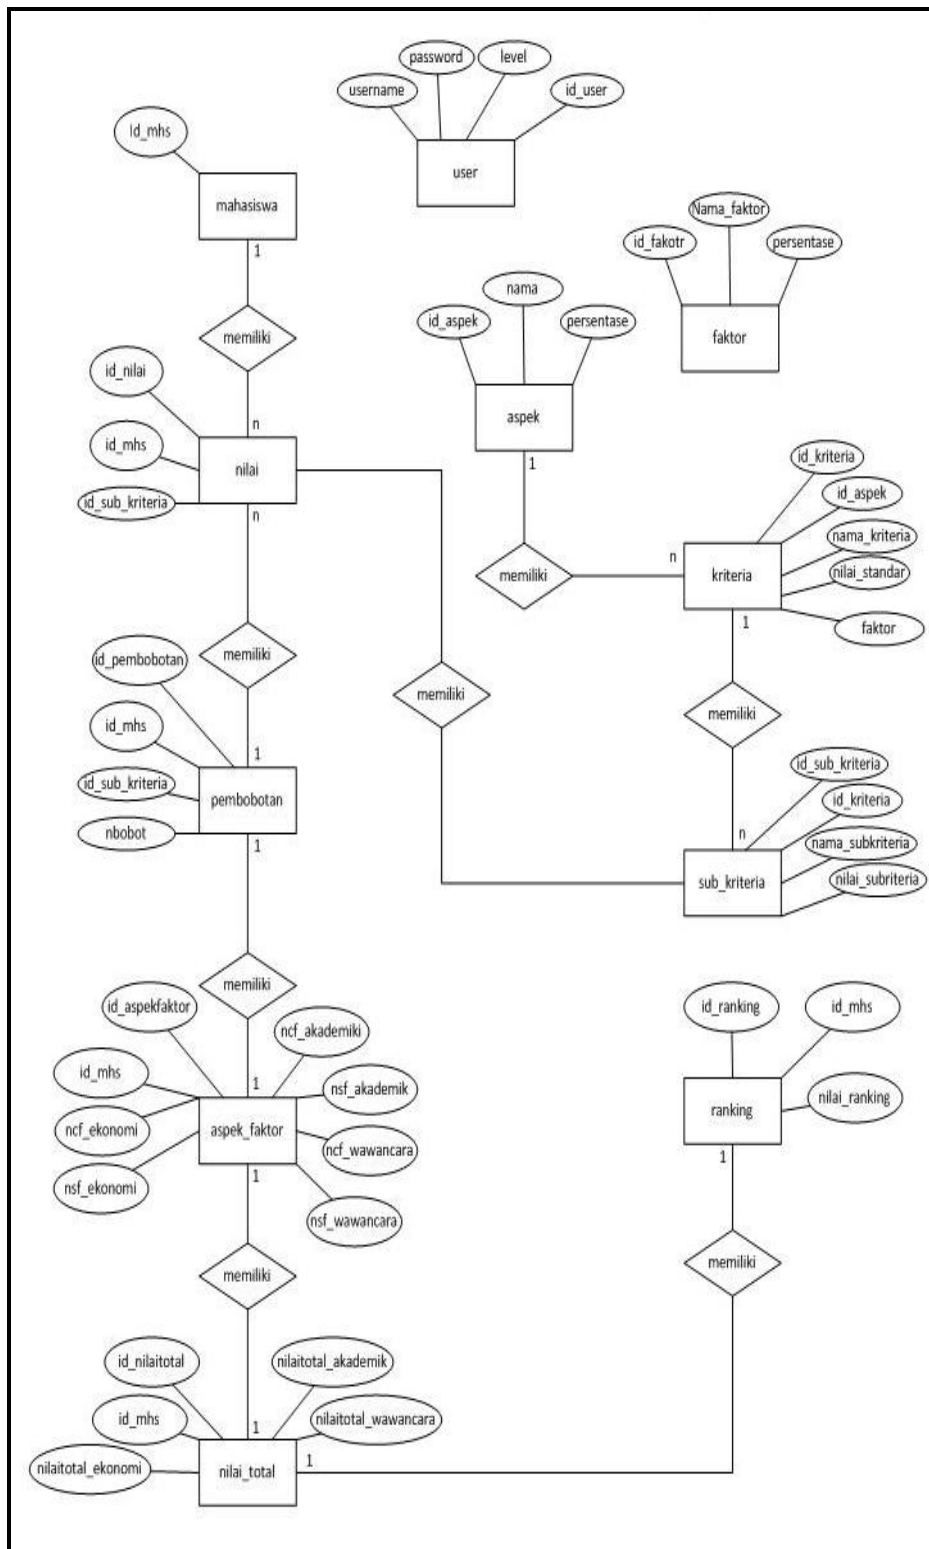 password
level
username
id_user
user
Id_mhs
mahasiswa
1
memiliki
n
Nama_faktor
id_fakotr
persentase
faktor
nama
id_aspek
persentase
aspek
1
memiliki
n
id_nilai
id_mhs
id_sub_kriteria
nilai
n
id_kriteria
id_aspek
nama_kriteria
nilai_standar
faktor
kriteria
1
memiliki
n
memiliki
memiliki
1
id_pembobotan
id_mhs
id_sub_kriteria
nbobot
pembobotan
1
id_sub_kriteria
id_kriteria
nama_subkriteria
nilai_subriteria
sub_kriteria
memiliki
1
id_aspekfaktor
ncf_akademiki
id_mhs
nsf_akademik
ncf_ekonomi
ncf_wawancara
nsf_ekonomi
nsf_wawancara
aspek_faktor
1
id_ranking
id_mhs
nilai_ranking
ranking
1
memiliki
memiliki
1
id_nilaitotal
nilaitotal_akademik
id_mhs
nilaitotal_wawancara
nilaitotal_ekonomi
nilai_total
1